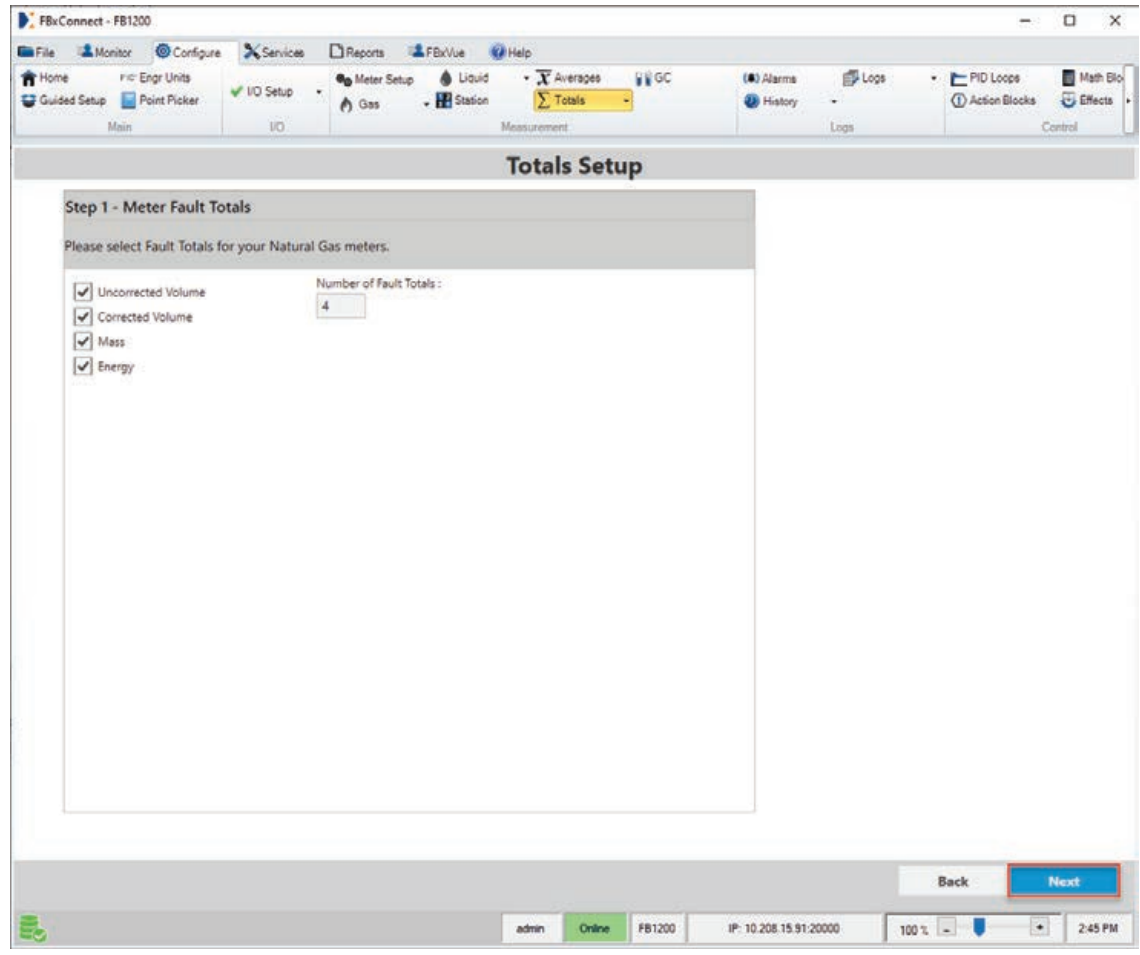 FBxConnect - FB1200
File Monitor Configure Services Reports FBxVue Help
Home Engr Units I/O Setup Meter Setup Liquid Averages GC Alarms Logs PID Loops Math Blo
Guided Setup Point Picker Gas Station Totals History Action Blocks Effects
Main I/O Measurement Logs Control
Totals Setup
Step 1 - Meter Fault Totals
Please select Fault Totals for your Natural Gas meters.
Uncorrected Volume
Corrected Volume
Mass
Energy
Number of Fault Totals :
4
Back Next
admin Online FB1200 IP: 10.208.15.91:20000 100 % - + 2:45 PM